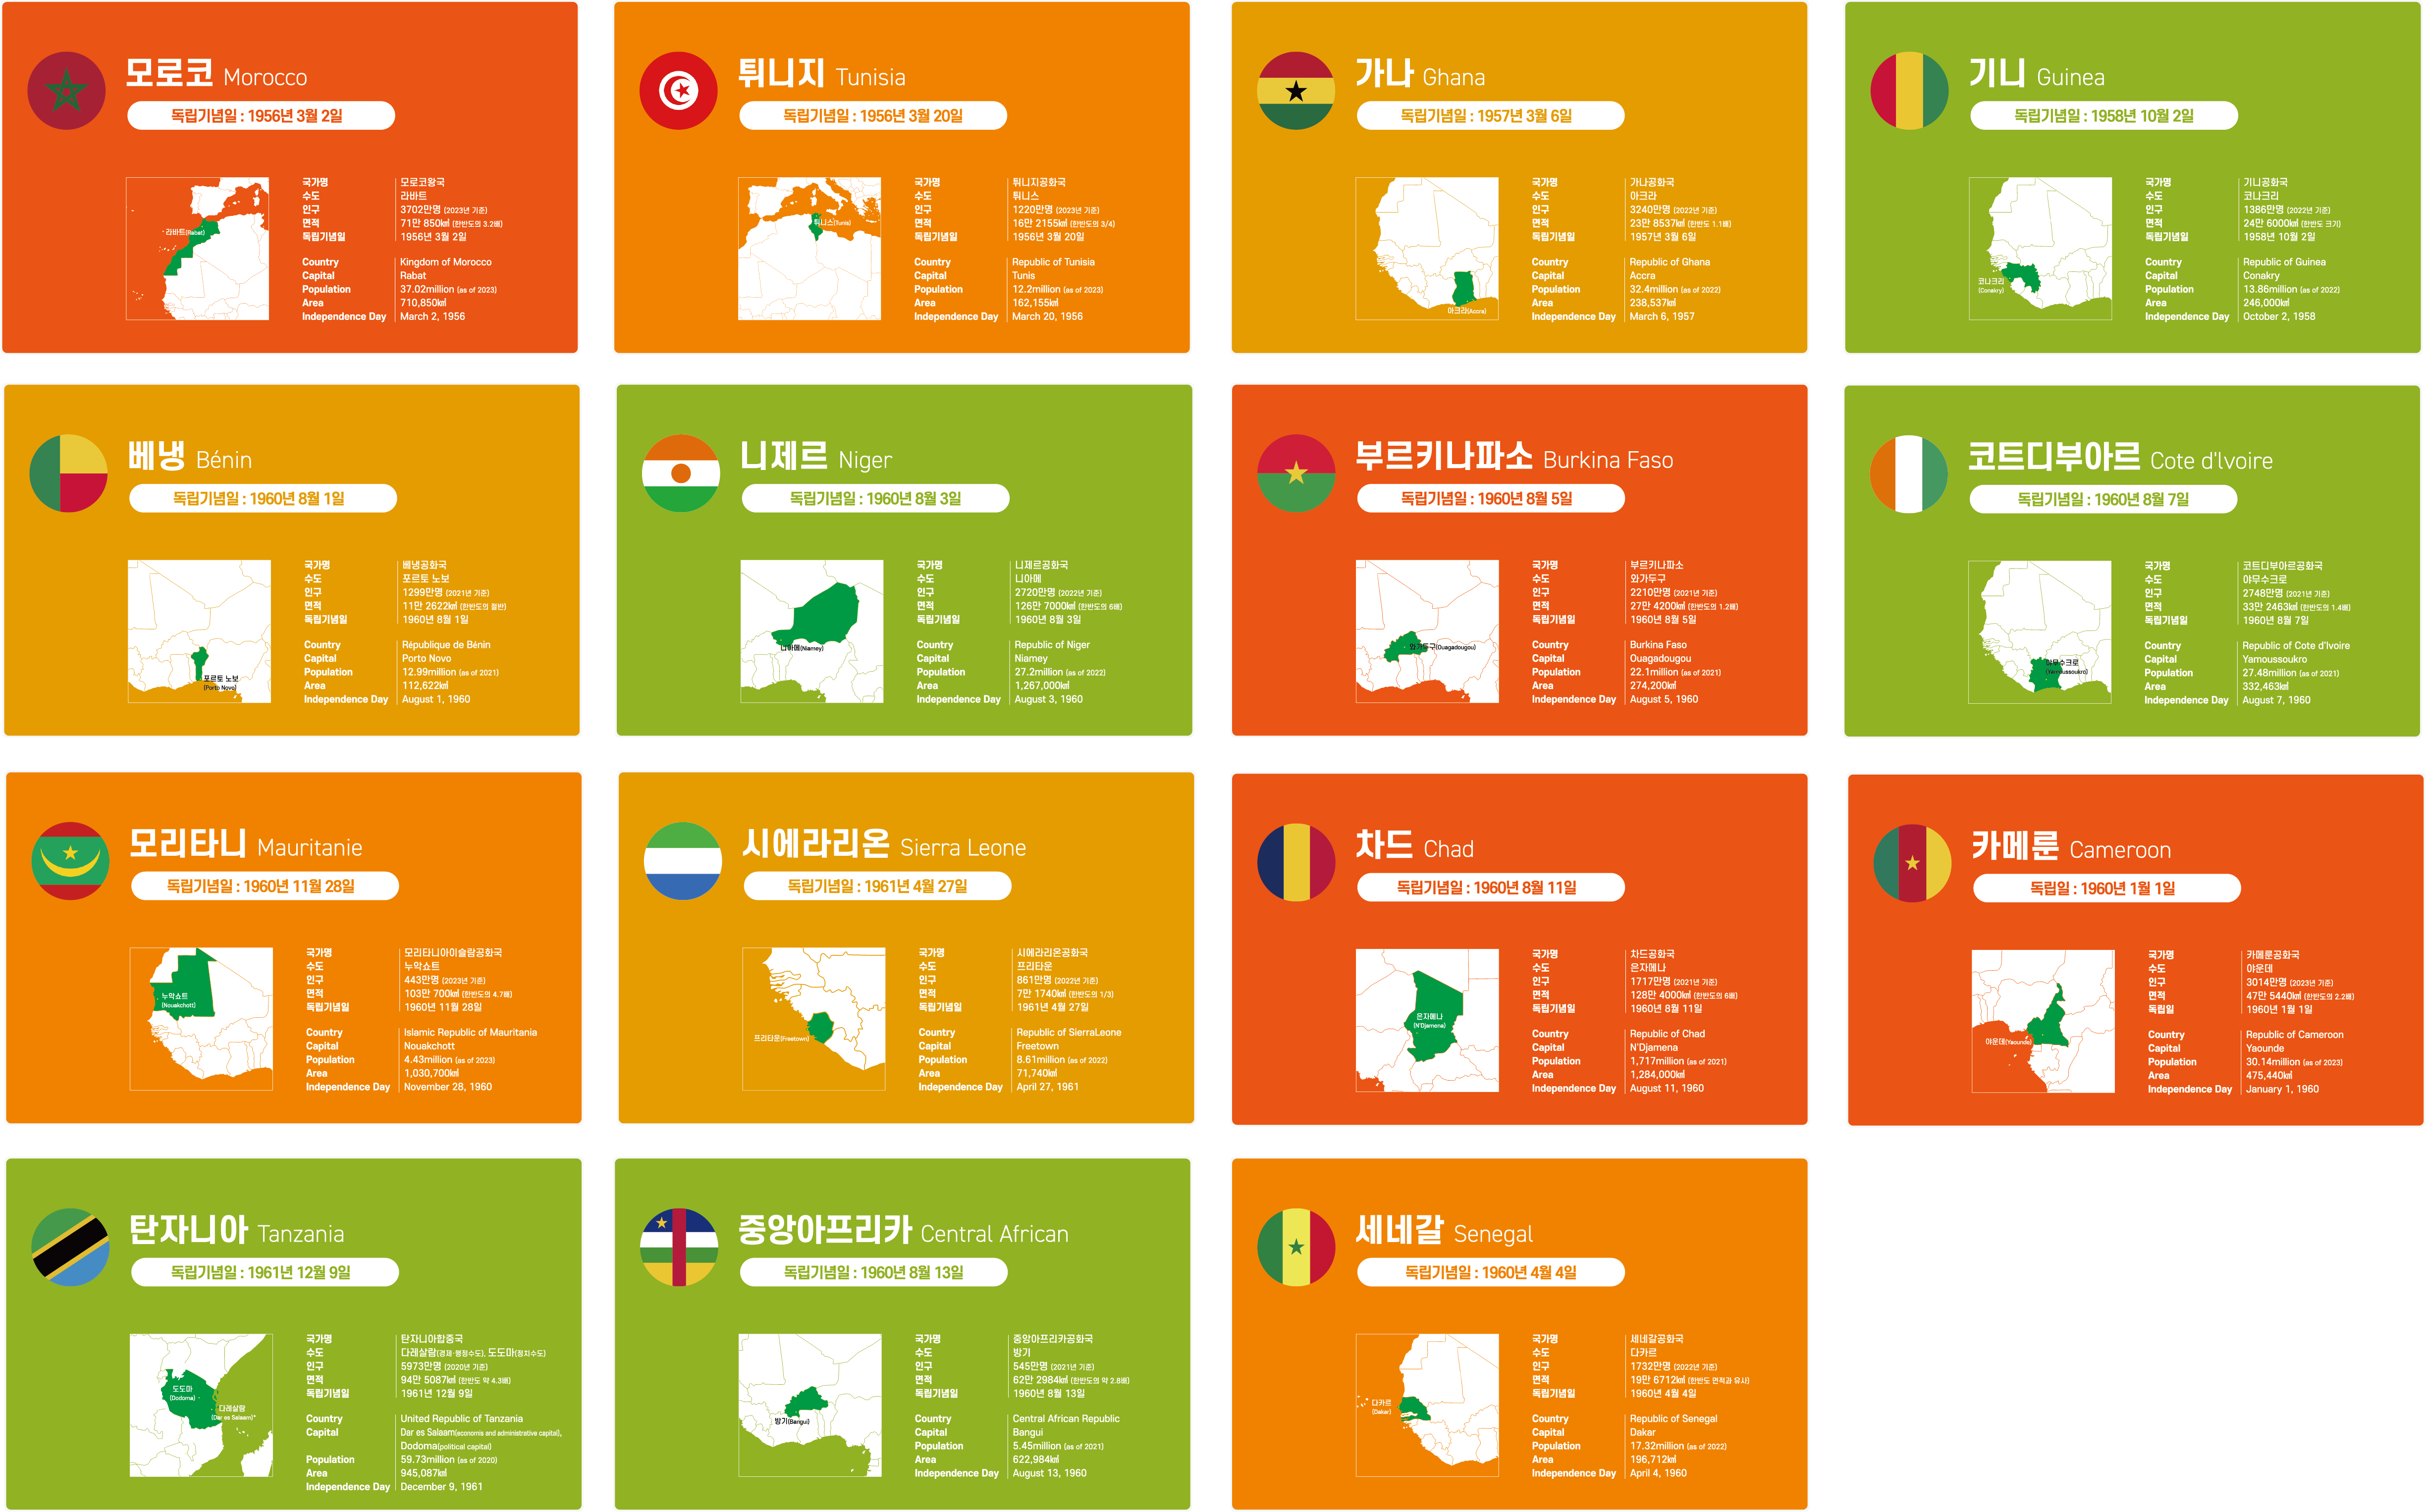 모로코 Morocco
독립기념일 : 1956년 3월 2일
라바트(Rabat)
국가명 모로코왕국
수도 라바트
인구 3702만명 (2023년 기준)
면적 71만 850㎢ (한반도의 3.2배)
독립기념일 1956년 3월 2일
Country Kingdom of Morocco
Capital Rabat
Population 37.02million (as of 2023)
Area 710,850㎢
Independence Day March 2, 1956
튀니지 Tunisia
독립기념일 : 1956년 3월 20일
튀니스(Tunis)
국가명 튀니지공화국
수도 튀니스
인구 1220만명 (2023년 기준)
면적 16만 2155㎢ (한반도의 3/4)
독립기념일 1956년 3월 20일
Country Republic of Tunisia
Capital Tunis
Population 12.2million (as of 2023)
Area 162,155㎢
Independence Day March 20, 1956
가나 Ghana
독립기념일 : 1957년 3월 6일
아크라(Accra)
국가명 가나공화국
수도 아크라
인구 3240만명 (2022년 기준)
면적 23만 8537㎢ (한반도 1.1배)
독립기념일 1957년 3월 6일
Country Republic of Ghana
Capital Accra
Population 32.4million (as of 2022)
Area 238,537㎢
Independence Day March 6, 1957
기니 Guinea
독립기념일 : 1958년 10월 2일
코나크리
(Conakry)
국가명 기니공화국
수도 코나크리
인구 1386만명 (2022년 기준)
면적 24만 6000㎢ (한반도 크기)
독립기념일 1958년 10월 2일
Country Republic of Guinea
Capital Conakry
Population 13.86million (as of 2022)
Area 246,000㎢
Independence Day October 2, 1958
베냉 Bénin
독립기념일 : 1960년 8월 1일
포르토 노보
(Porto Novo)
국가명 베냉공화국
수도 포르토 노보
인구 1299만명 (2021년 기준)
면적 11만 2622㎢ (한반도의 절반)
독립기념일 1960년 8월 1일
Country République de Bénin
Capital Porto Novo
Population 12.99million (as of 2021)
Area 112,622㎢
Independence Day August 1, 1960
니제르 Niger
독립기념일 : 1960년 8월 3일
니아메(Niamey)
국가명 니제르공화국
수도 니아메
인구 2720만명 (2022년 기준)
면적 126만 7000㎢ (한반도의 6배)
독립기념일 1960년 8월 3일
Country Republic of Niger
Capital Niamey
Population 27.2million (as of 2022)
Area 1,267,000㎢
Independence Day August 3, 1960
부르키나파소 Burkina Faso
독립기념일 : 1960년 8월 5일
와가두구(Ouagadougou)
국가명 부르키나파소
수도 와가두구
인구 2210만명 (2021년 기준)
면적 27만 4200㎢ (한반도 1.2배)
독립기념일 1960년 8월 5일
Country Burkina Faso
Capital Ouagadougou
Population 22.1million (as of 2021)
Area 274,200㎢
Independence Day August 5, 1960
코트디부아르 Cote d'lvoire
독립기념일 : 1960년 8월 7일
야무수크로
(Yamoussoukro)
국가명 코트디부아르공화국
수도 야무수크로
인구 2748만명 (2021년 기준)
면적 33만 2463㎢ (한반도의 1.4배)
독립기념일 1960년 8월 7일
Country Republic of Cote d'lvoire
Capital Yamoussoukro
Population 27.48million (as of 2021)
Area 332,463㎢
Independence Day August 7, 1960
모리타니 Mauritanie
독립기념일 : 1960년 11월 28일
누악쇼트
(Nouakchott)
국가명 모리타니아이슬람공화국
수도 누악쇼트
인구 443만명 (2023년 기준)
면적 103만 700㎢ (한반도의 4.7배)
독립기념일 1960년 11월 28일
Country Islamic Republic of Mauritania
Capital Nouakchott
Population 4.43million (as of 2023)
Area 1,030,700㎢
Independence Day November 28, 1960
시에라리온 Sierra Leone
독립기념일 : 1961년 4월 27일
프리타운(Freetown)
국가명 시에라리온공화국
수도 프리타운
인구 861만명 (2022년 기준)
면적 7만 1740㎢ (한반도의 1/3)
독립기념일 1961년 4월 27일
Country Republic of SierraLeone
Capital Freetown
Population 8.61million (as of 2022)
Area 71,740㎢
Independence Day April 27, 1961
차드 Chad
독립기념일 : 1960년 8월 11일
은자메나
(N'Djamena)
국가명 차드공화국
수도 은자메나
인구 1717만명 (2021년 기준)
면적 128만 4000㎢ (한반도의 6배)
독립기념일 1960년 8월 11일
Country Republic of Chad
Capital N'Djamena
Population 1,717million (as of 2021)
Area 1,284,000㎢
Independence Day August 11, 1960
카메룬 Cameroon
독립일 : 1960년 1월 1일
야운데(Yaounde)
국가명 카메룬공화국
수도 야운데
인구 3014만명 (2023년 기준)
면적 47만 5440㎢ (한반도의 2.2배)
독립일 1960년 1월 1일
Country Republic of Cameroon
Capital Yaounde
Population 30.14million (as of 2023)
Area 475,440㎢
Independence Day January 1, 1960
탄자니아 Tanzania
독립기념일 : 1961년 12월 9일
도도마
(Dodoma)
다레살람
(Dar es Salaam)*
국가명 탄자니아합중국
수도 다레살람(경제·행정수도), 도도마(정치수도)
인구 5973만명 (2020년 기준)
면적 94만 5087㎢ (한반도 약 4.3배)
독립기념일 1961년 12월 9일
Country United Republic of Tanzania
Capital Dar es Salaam(economis and administrative capital),
Dodoma(political capital)
Population 59.73million (as of 2020)
Area 945,087㎢
Independence Day December 9, 1961
중앙아프리카 Central African
독립기념일 : 1960년 8월 13일
방기(Bangui)
국가명 중앙아프리카공화국
수도 방기
인구 545만명 (2021년 기준)
면적 62만 2984㎢ (한반도의 약 2.8배)
독립기념일 1960년 8월 13일
Country Central African Republic
Capital Bangui
Population 5.45million (as of 2021)
Area 622,984㎢
Independence Day August 13, 1960
세네갈 Senegal
독립기념일 : 1960년 4월 4일
다카르
(Dakar)
국가명 세네갈공화국
수도 다카르
인구 1732만명 (2022년 기준)
면적 19만 6712㎢ (한반도 면적과 유사)
독립기념일 1960년 4월 4일
Country Republic of Senegal
Capital Dakar
Population 17.32million (as of 2022)
Area 196,712㎢
Independence Day April 4, 1960